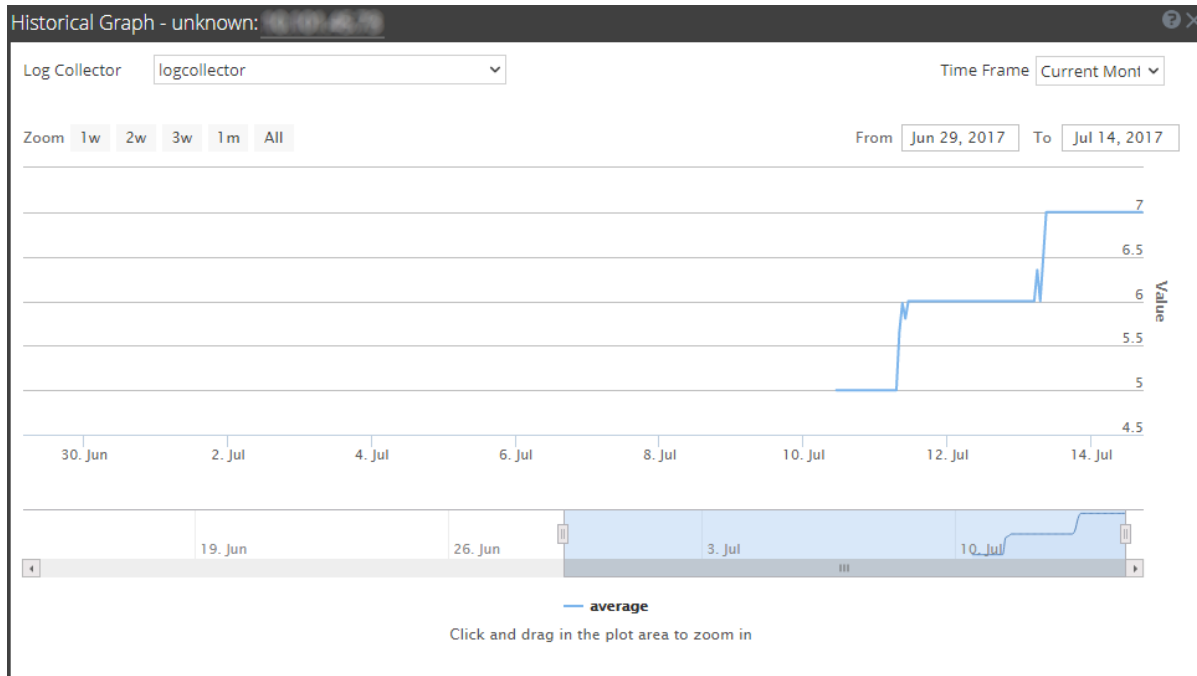 Historical Graph - unknown:
Log Collector logcollector Time Frame Current Mont
Zoom 1w 2w 3w 1m All From Jun 29, 2017 To Jul 14, 2017
7
6.5
6
Value
5.5
5
4.5
30. Jun 2. Jul 4. Jul 6. Jul 8. Jul 10. Jul 12. Jul 14. Jul
19. Jun 26. Jun 3. Jul 10. Jul
average
Click and drag in the plot area to zoom in